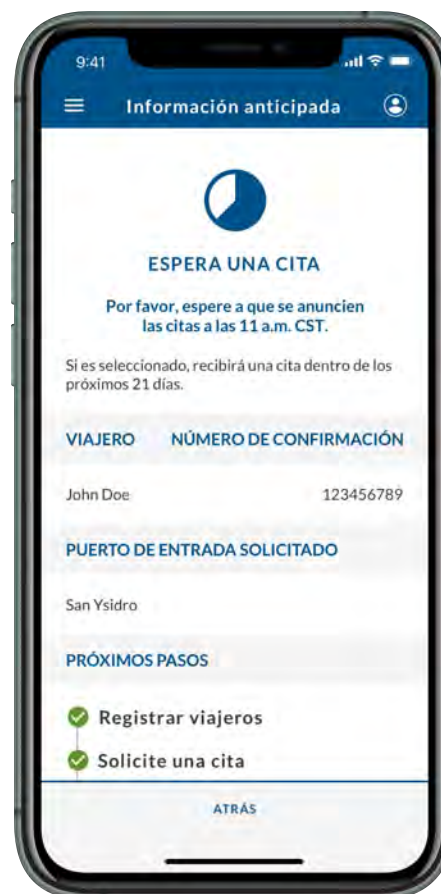 9:41
Información anticipada
ESPERA UNA CITA
Por favor, espere a que se anuncien
las citas a las 11 a.m. CST.
Si es seleccionado, recibirá una cita dentro de los
próximos 21 días.
VIAJERO NÚMERO DE CONFIRMACIÓN
John Doe 123456789
PUERTO DE ENTRADA SOLICITADO
San Ysidro
PRÓXIMOS PASOS
Registrar viajeros
Solicite una cita
ATRÁS